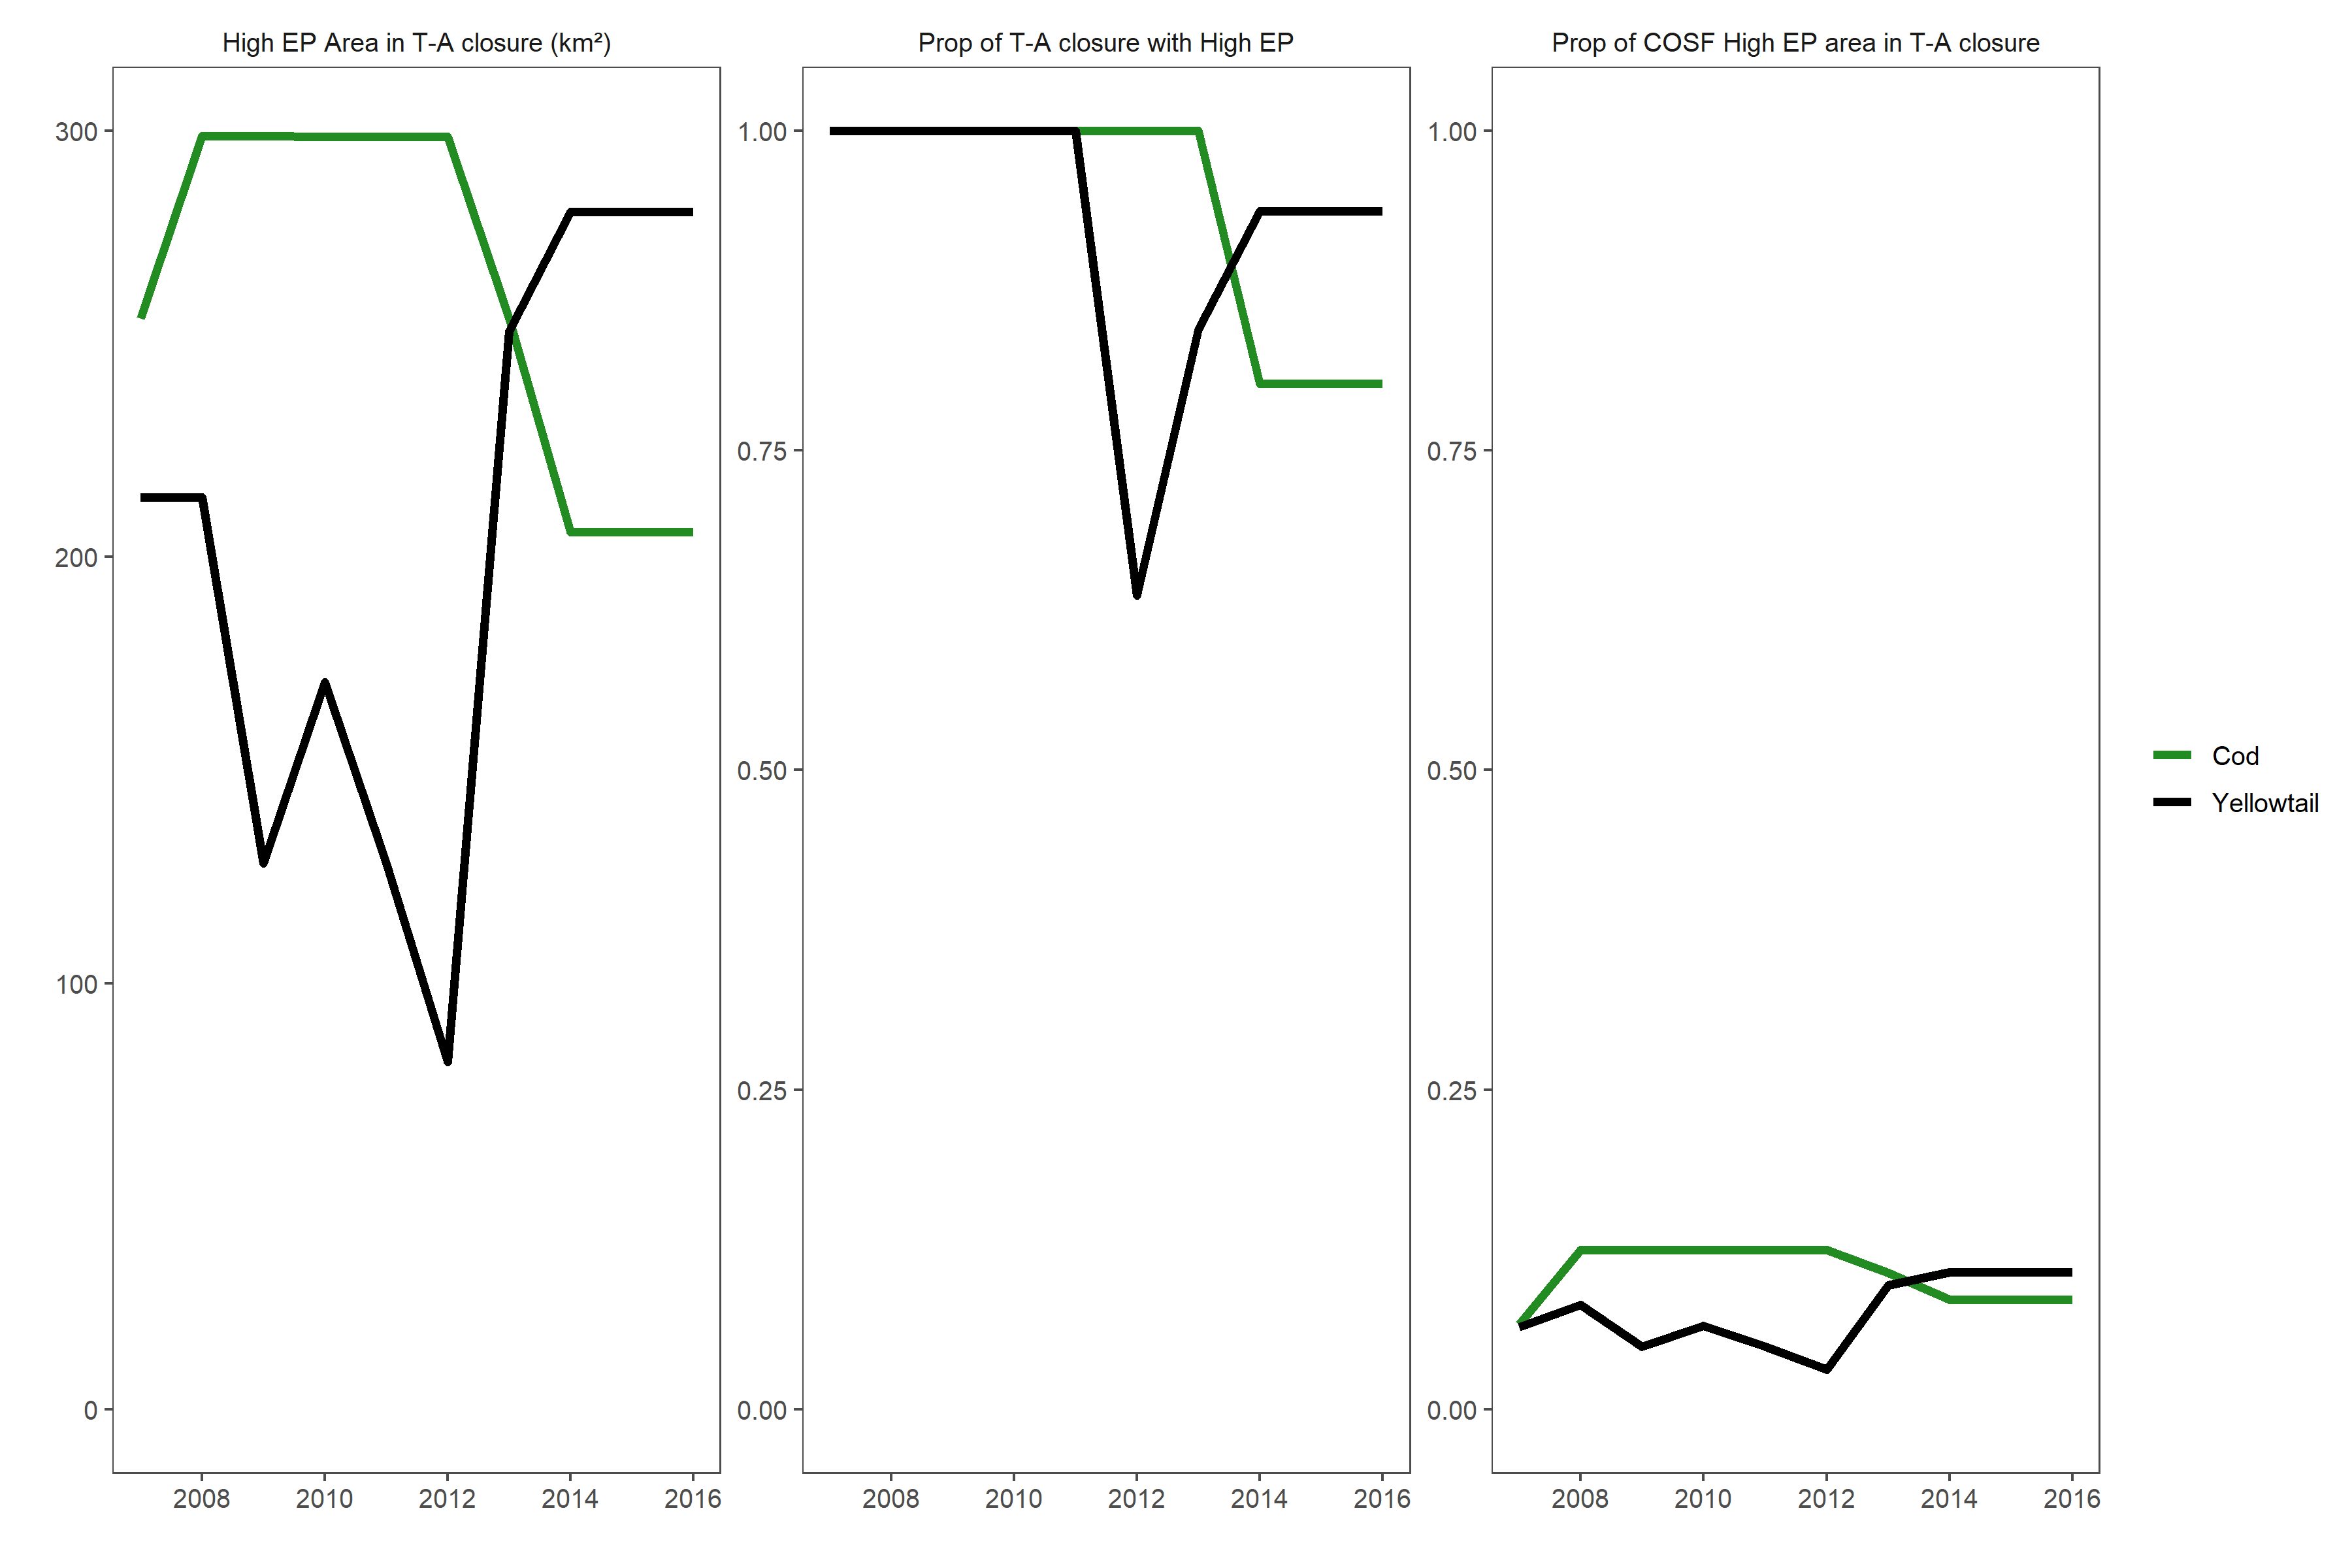 High EP Area in T-A closure (km²)
Prop of T-A closure with High EP
Prop of COSF High EP area in T-A closure
300
200
100
0
1.00
0.75
0.50
0.25
0.00
1.00
0.75
0.50
0.25
0.00
2008 2010 2012 2014 2016
2008 2010 2012 2014 2016
2008 2010 2012 2014 2016
Cod
Yellowtail